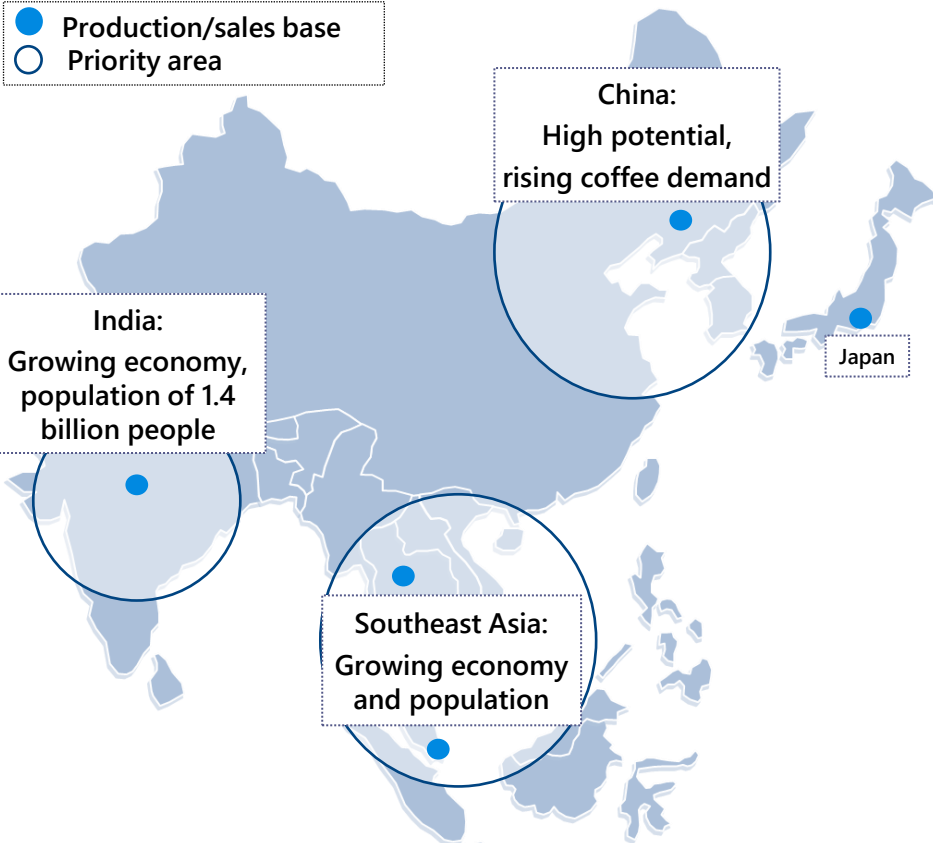 Production/sales base
Priority area
China:
High potential,
rising coffee demand
India:
Growing economy,
population of 1.4
billion people
Japan
Southeast Asia:
Growing economy
and population